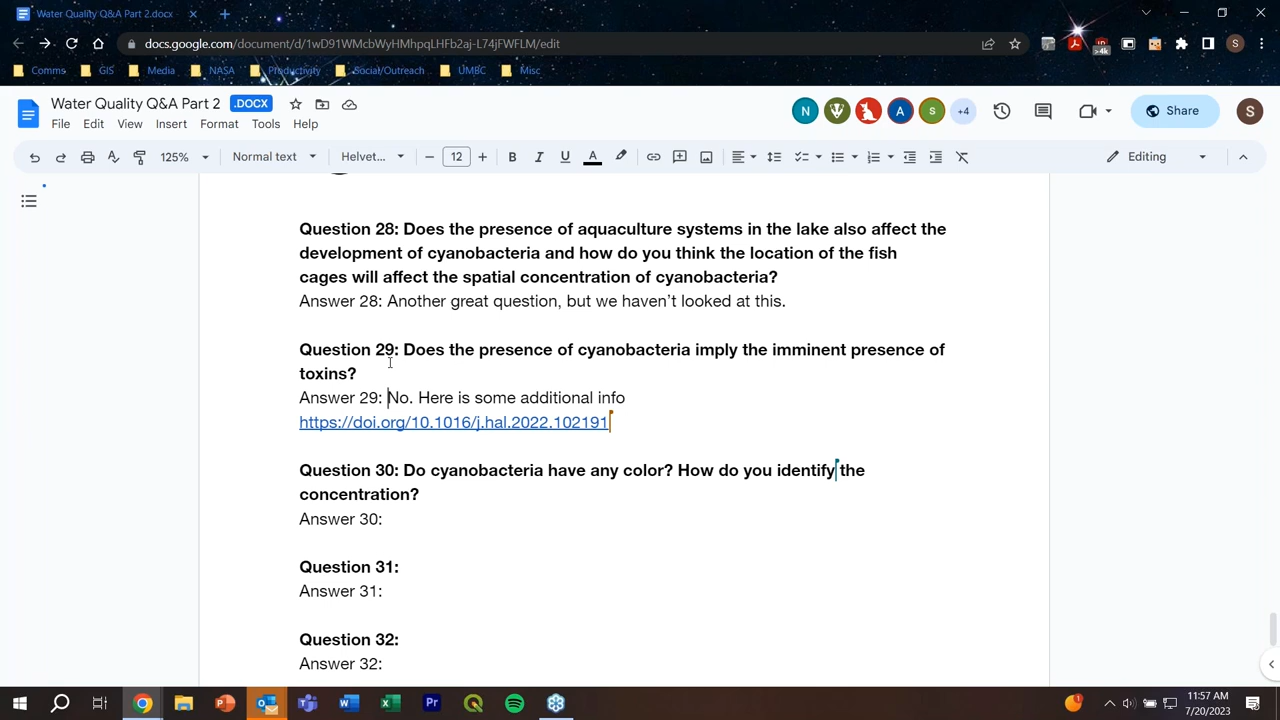 Water Quality Q&A Part 2.docx
docs.google.com/document/d/1wD91WMcbWyHMhpqLHFb2aj-L74jFWFLM/edit
>4k
S
Comms GIS Media NASA Productivity Social/Outreach UMBC Misc
Water Quality Q&A Part 2 .DOCX
N A S +4 Share S
File Edit View Insert Format Tools Help
125% Normal text Helvet... 12 B I U A Editing
Question 28: Does the presence of aquaculture systems in the lake also affect the
development of cyanobacteria and how do you think the location of the fish
cages will affect the spatial concentration of cyanobacteria?
Answer 28: Another great question, but we haven't looked at this.
Question 29: Does the presence of cyanobacteria imply the imminent presence of
toxins?
Answer 29: No. Here is some additional info
https://doi.org/10.1016/j.hal.2022.102191
Question 30: Do cyanobacteria have any color? How do you identify the
concentration?
Answer 30:
Question 31:
Answer 31:
Question 32:
Answer 32:
11:57 AM
7/20/2023